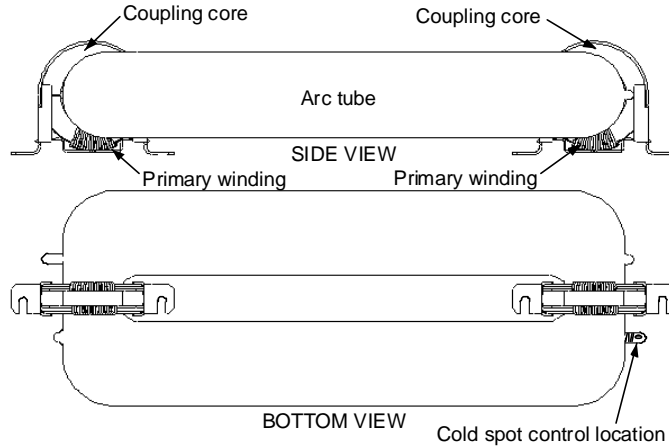 Coupling core
Coupling core
Arc tube
SIDE VIEW
Primary winding
Primary winding
BOTTOM VIEW
Cold spot control location